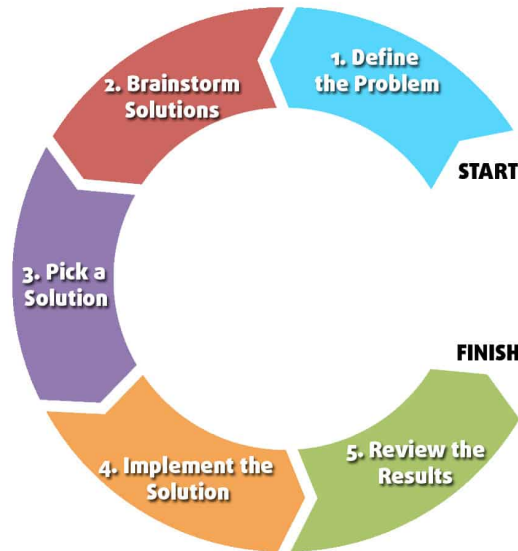 1. Define
the Problem
START
2. Brainstorm
Solutions
3. Pick a
Solution
4. Implement the
Solution
5. Review the
Results
FINISH